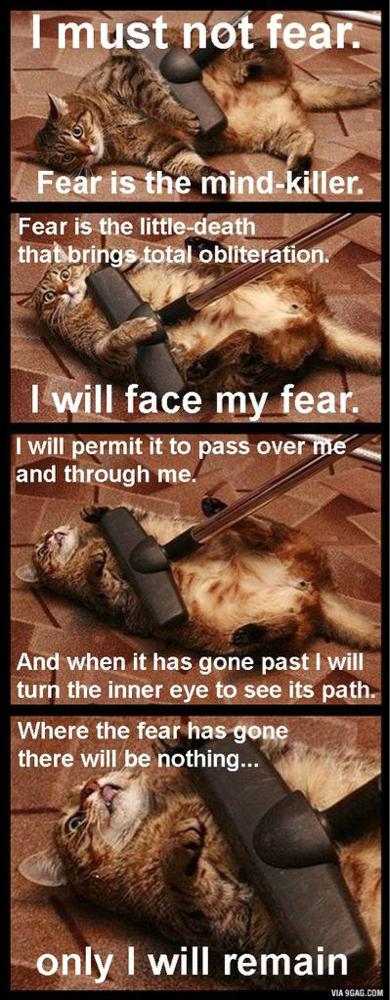 I must not fear.
Fear is the mind-killer.
Fear is the little-death
that brings total obliteration.
I will face my fear.
I will permit it to pass over me
and through me.
And when it has gone past I will
turn the inner eye to see its path.
Where the fear has gone
there will be nothing...
only I will remain
VIA 9GAG.COM